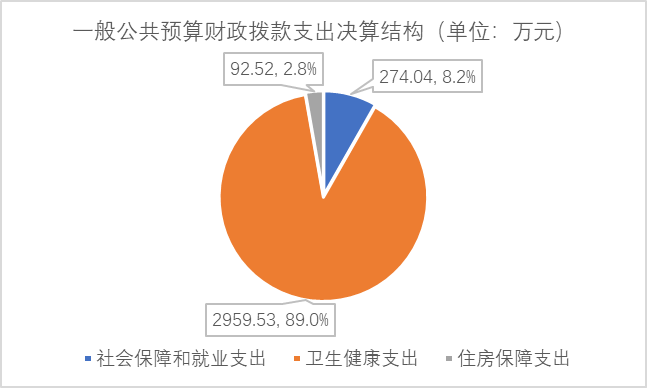 一般公共预算财政拨款支出决算结构（单位：万元）
92.52, 2.8%
274.04, 8.2%
2959.53, 89.0%
社会保障和就业支出 卫生健康支出 住房保障支出